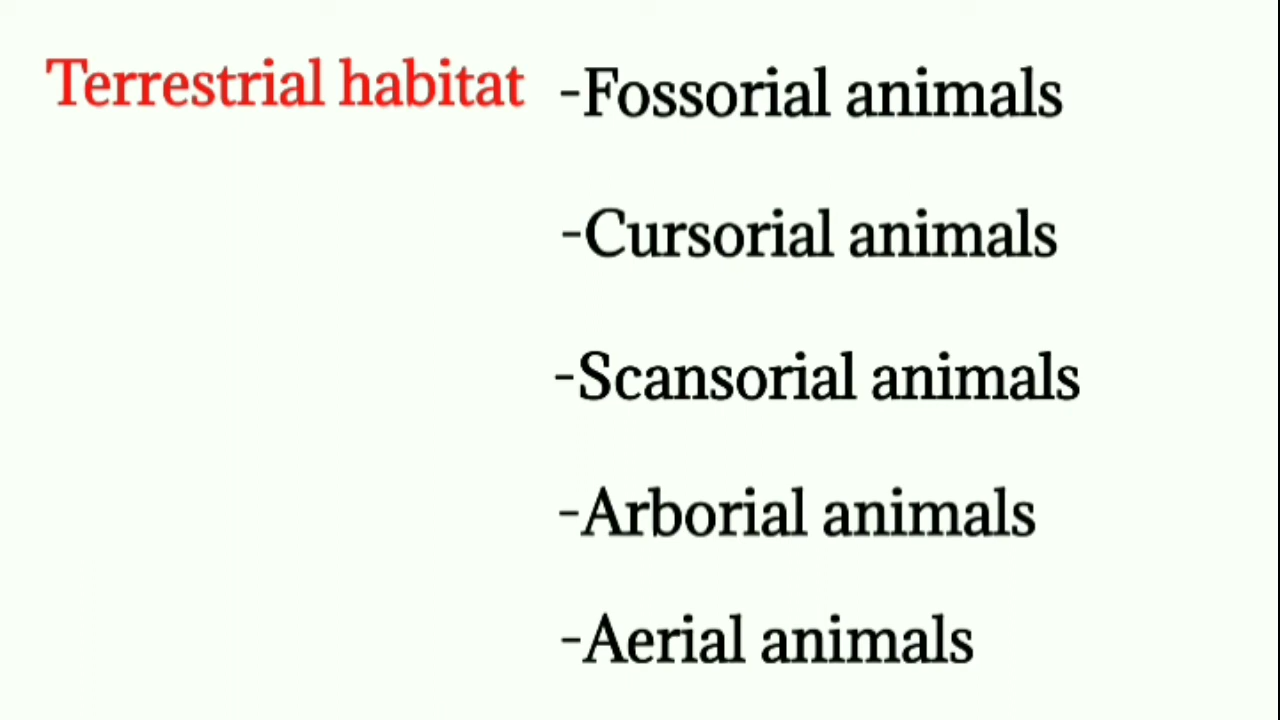 Terrestrial habitat -Fossorial animals
-Cursorial animals
-Scansorial animals
-Arborial animals
-Aerial animals